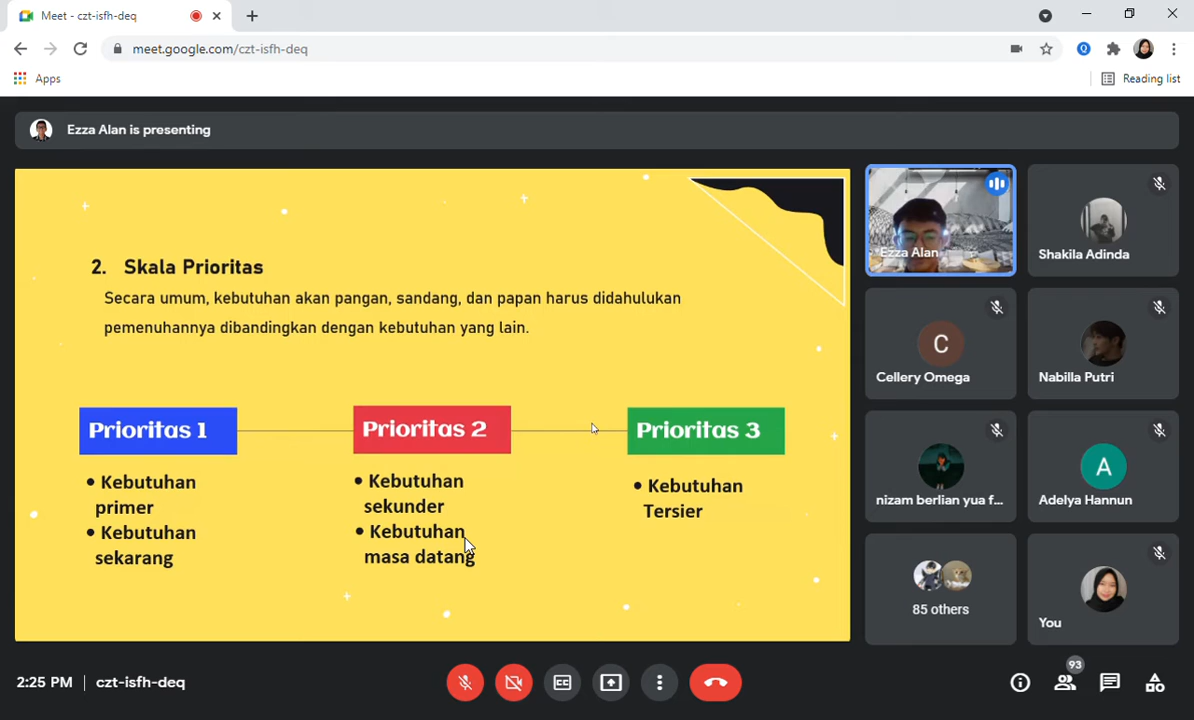 Meet - czt-isfh-deq
meet.google.com/czt-isfh-deq
Apps
Reading list
Ezza Alan is presenting
2. Skala Prioritas
Secara umum, kebutuhan akan pangan, sandang, dan papan harus didahulukan
pemenuhannya dibandingkan dengan kebutuhan yang lain.
Prioritas 1
• Kebutuhan
primer
• Kebutuhan
sekarang
Prioritas 2
• Kebutuhan
sekunder
• Kebutuhan
masa datang
Prioritas 3
• Kebutuhan
Tersier
Ezza Alan
Shakila Adinda
C
Cellery Omega
Nabilla Putri
nizam berlian yua f...
A
Adelya Hannun
85 others
You
2:25 PM | czt-isfh-deq
CC
93